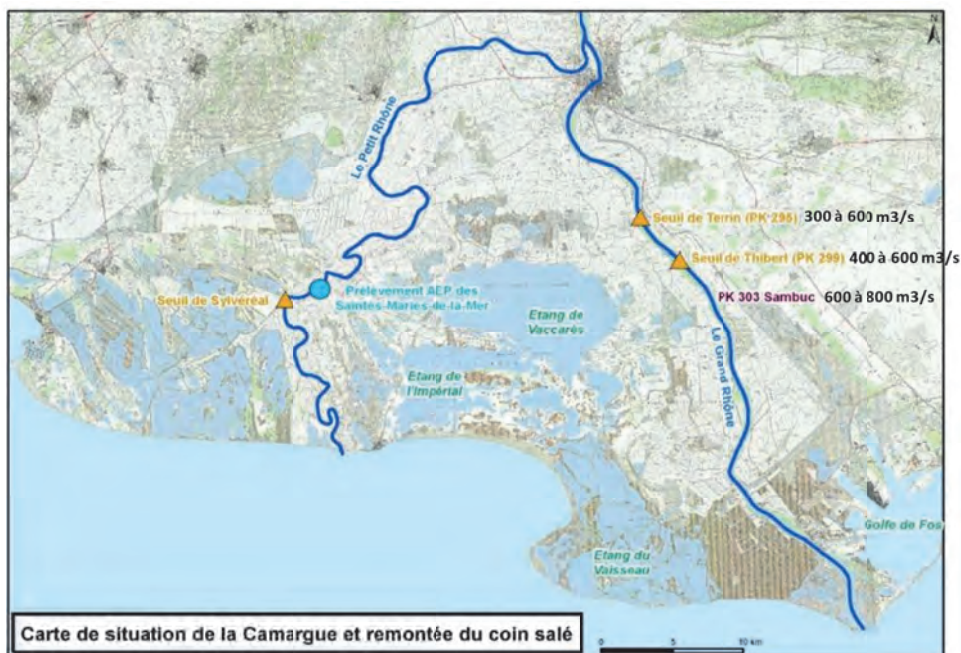 N
Le Petit Rhône
Seuil de Terrin (PK 295) 300 à 600 m3/s
Seuil de Thibert (PK 299) 400 à 600 m3/s
Prélèvement AEP des
Saintes-Maries-de-la-Mer
Seuil de Sylvéréal
PK 303 Sambuc 600 à 800 m3/s
Etang de
Vaccarès
Le Grand Rhône
Etang de
l'Impérial
Golfe de Fos
Etang du
Vaisseau
Carte de situation de la Camargue et remontée du coin salé
0 5 10 km